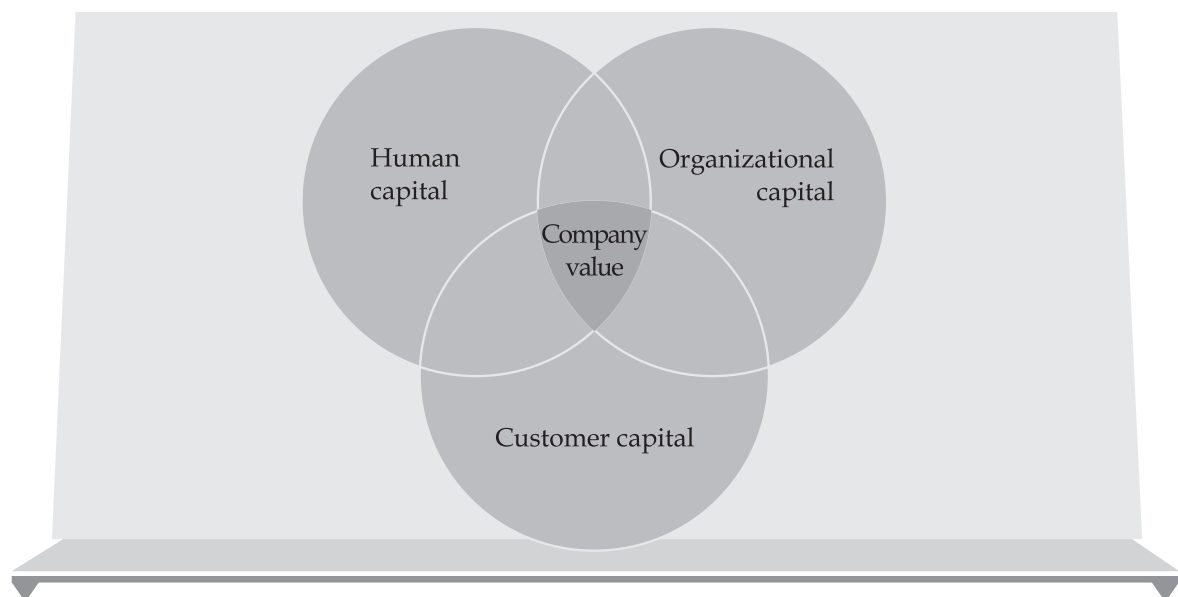 Human
capital
Organizational
capital
Company
value
Customer capital